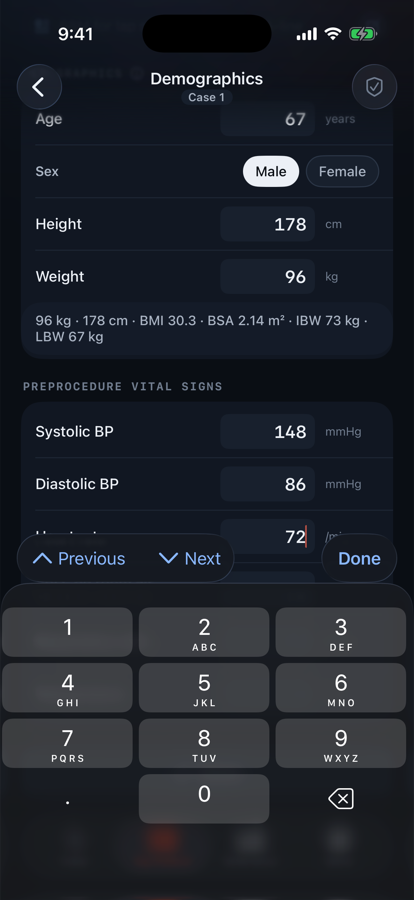 9:41
Demographics
Case 1
Age 67 years
Sex Male Female
Height 178 cm
Weight 96 kg
96 kg · 178 cm · BMI 30.3 · BSA 2.14 m² · IBW 73 kg ·
LBW 67 kg
PREPROCEDURE VITAL SIGNS
Systolic BP 148 mmHg
Diastolic BP 86 mmHg
72
Previous Next Done
1 2 3
ABC DEF
4 5 6
GHI JKL MNO
7 8 9
PQRS TUV WXYZ
. 0